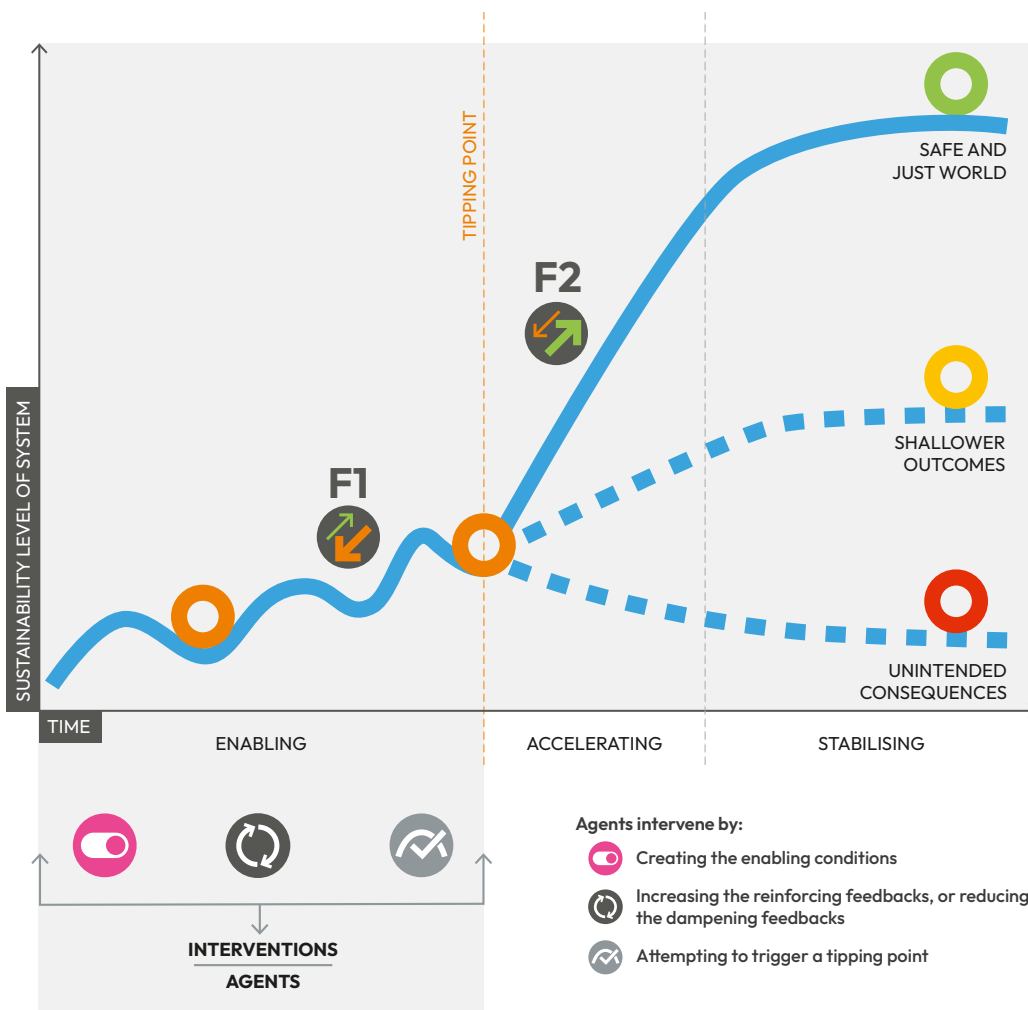 TIPPING POINT
SAFE AND
JUST WORLD
F2
SHALLOWER
OUTCOMES
F1
SUSTAINABILITY LEVEL OF SYSTEM
UNINTENDED
CONSEQUENCES
TIME
ENABLING
ACCELERATING
STABILISING
Agents intervene by:
Creating the enabling conditions
Increasing the reinforcing feedbacks, or reducing
the dampening feedbacks
Attempting to trigger a tipping point
INTERVENTIONS
AGENTS